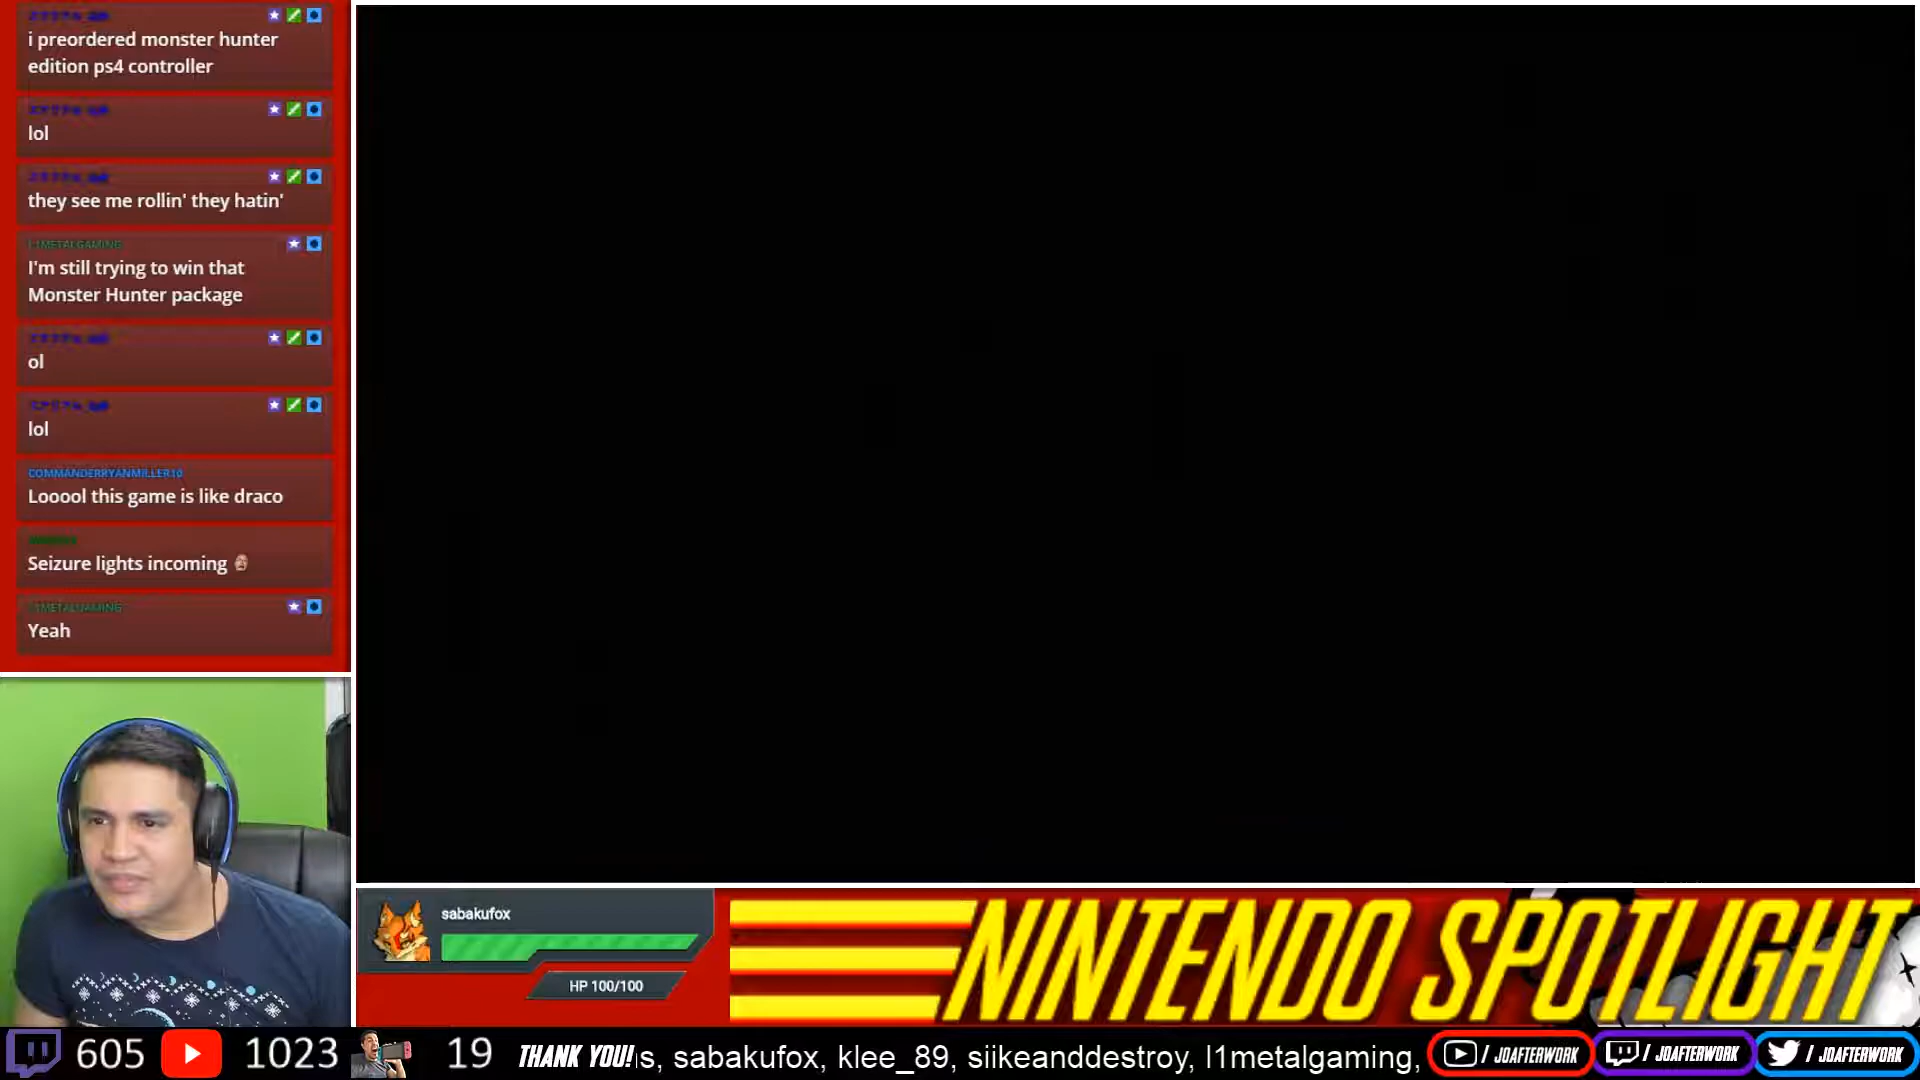 i preordered monster hunter
edition ps4 controller
lol
they see me rollin' they hatin'
L1METALGAMING
I'm still trying to win that
Monster Hunter package
ol
lol
COMMANDERRYANMILLER10
Looool this game is like draco
Seizure lights incoming
L1METALGAMING
Yeah
sabakufox
HP 100/100
NINTENDO SPOTLIGHT
605
1023
19
THANK YOU! s, sabakufox, klee_89, siikeanddestroy, l1metalgaming,
/ JOAFTERWORK
/ JOAFTERWORK
/ JOAFTERWORK